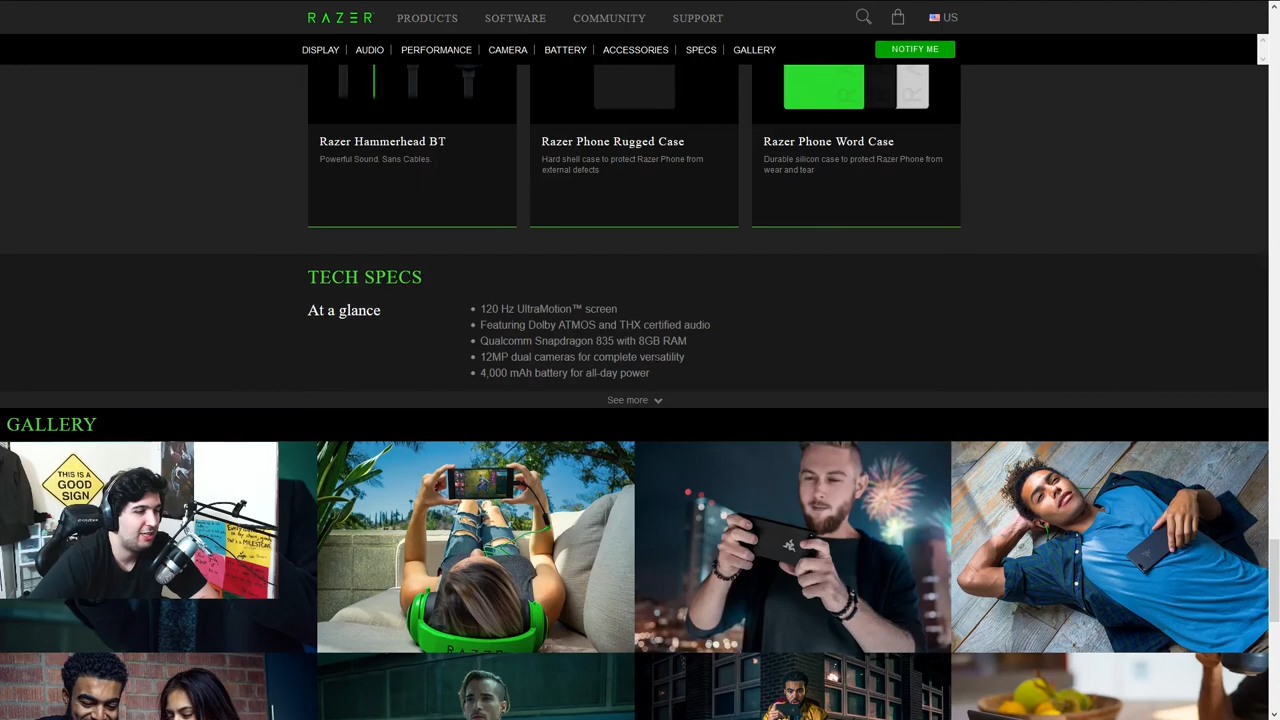 RAZER PRODUCTS SOFTWARE COMMUNITY SUPPORT US
DISPLAY | AUDIO | PERFORMANCE | CAMERA | BATTERY | ACCESSORIES | SPECS | GALLERY NOTIFY ME
Razer Hammerhead BT
Powerful Sound. Sans Cables.
Razer Phone Rugged Case
Hard shell case to protect Razer Phone from
external defects
Razer Phone Word Case
Durable silicon case to protect Razer Phone from
wear and tear
TECH SPECS
At a glance
• 120 Hz UltraMotion™ screen
• Featuring Dolby ATMOS and THX certified audio
• Qualcomm Snapdragon 835 with 8GB RAM
• 12MP dual cameras for complete versatility
• 4,000 mAh battery for all-day power
See more
GALLERY
THIS IS A
GOOD
SIGN
RAZER